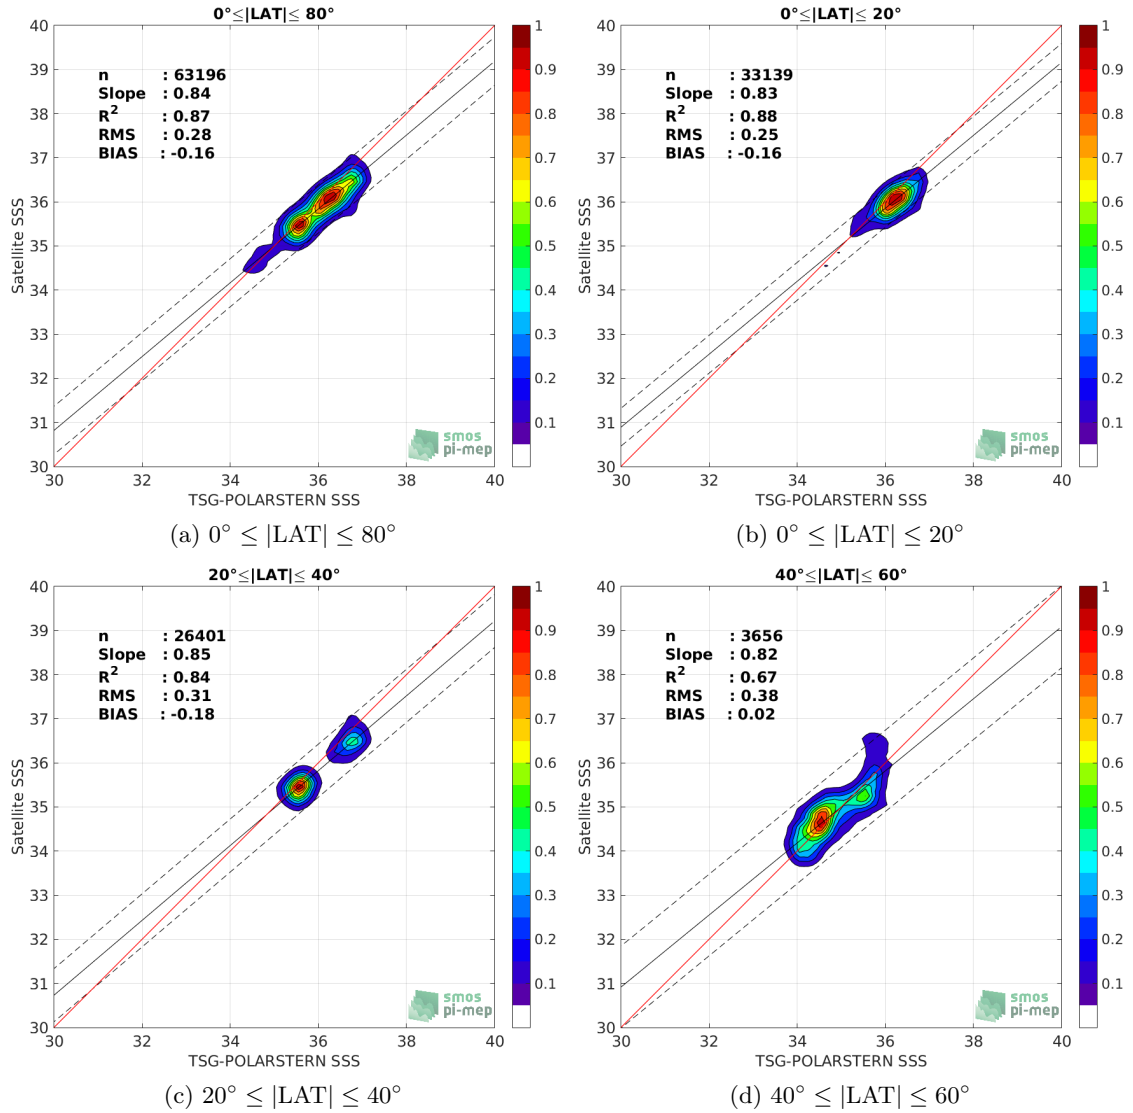 0°≤|LAT|≤ 80°
n : 63196
Slope : 0.84
R² : 0.87
RMS : 0.28
BIAS : -0.16
40
39
38
37
36
35
34
33
32
31
30
Satellite SSS
30 32 34 36 38 40
TSG-POLARSTERN SSS
1
0.9
0.8
0.7
0.6
0.5
0.4
0.3
0.2
0.1
smos
pi-mep
(a) 0° ≤ |LAT| ≤ 80°
0°≤|LAT|≤ 20°
n : 33139
Slope : 0.83
R² : 0.88
RMS : 0.25
BIAS : -0.16
40
39
38
37
36
35
34
33
32
31
30
Satellite SSS
30 32 34 36 38 40
TSG-POLARSTERN SSS
1
0.9
0.8
0.7
0.6
0.5
0.4
0.3
0.2
0.1
smos
pi-mep
(b) 0° ≤ |LAT| ≤ 20°
20°≤|LAT|≤ 40°
n : 26401
Slope : 0.85
R² : 0.84
RMS : 0.31
BIAS : -0.18
40
39
38
37
36
35
34
33
32
31
30
Satellite SSS
30 32 34 36 38 40
TSG-POLARSTERN SSS
1
0.9
0.8
0.7
0.6
0.5
0.4
0.3
0.2
0.1
smos
pi-mep
(c) 20° ≤ |LAT| ≤ 40°
40°≤|LAT|≤ 60°
n : 3656
Slope : 0.82
R² : 0.67
RMS : 0.38
BIAS : 0.02
40
39
38
37
36
35
34
33
32
31
30
Satellite SSS
30 32 34 36 38 40
TSG-POLARSTERN SSS
1
0.9
0.8
0.7
0.6
0.5
0.4
0.3
0.2
0.1
smos
pi-mep
(d) 40° ≤ |LAT| ≤ 60°